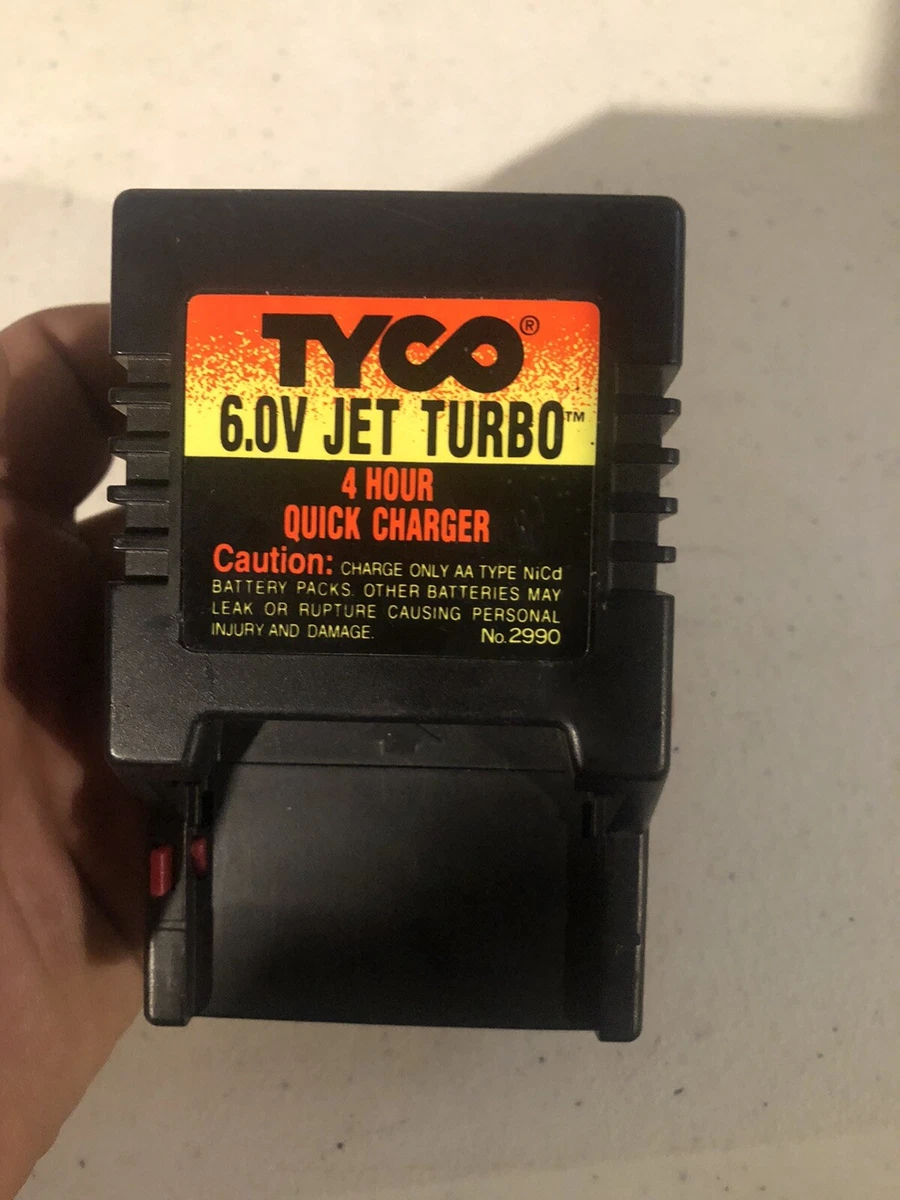 TYCO®
6.0V JET TURBO™
4 HOUR
QUICK CHARGER
Caution: CHARGE ONLY AA TYPE NiCd
BATTERY PACKS. OTHER BATTERIES MAY
LEAK OR RUPTURE CAUSING PERSONAL
INJURY AND DAMAGE. No. 2990